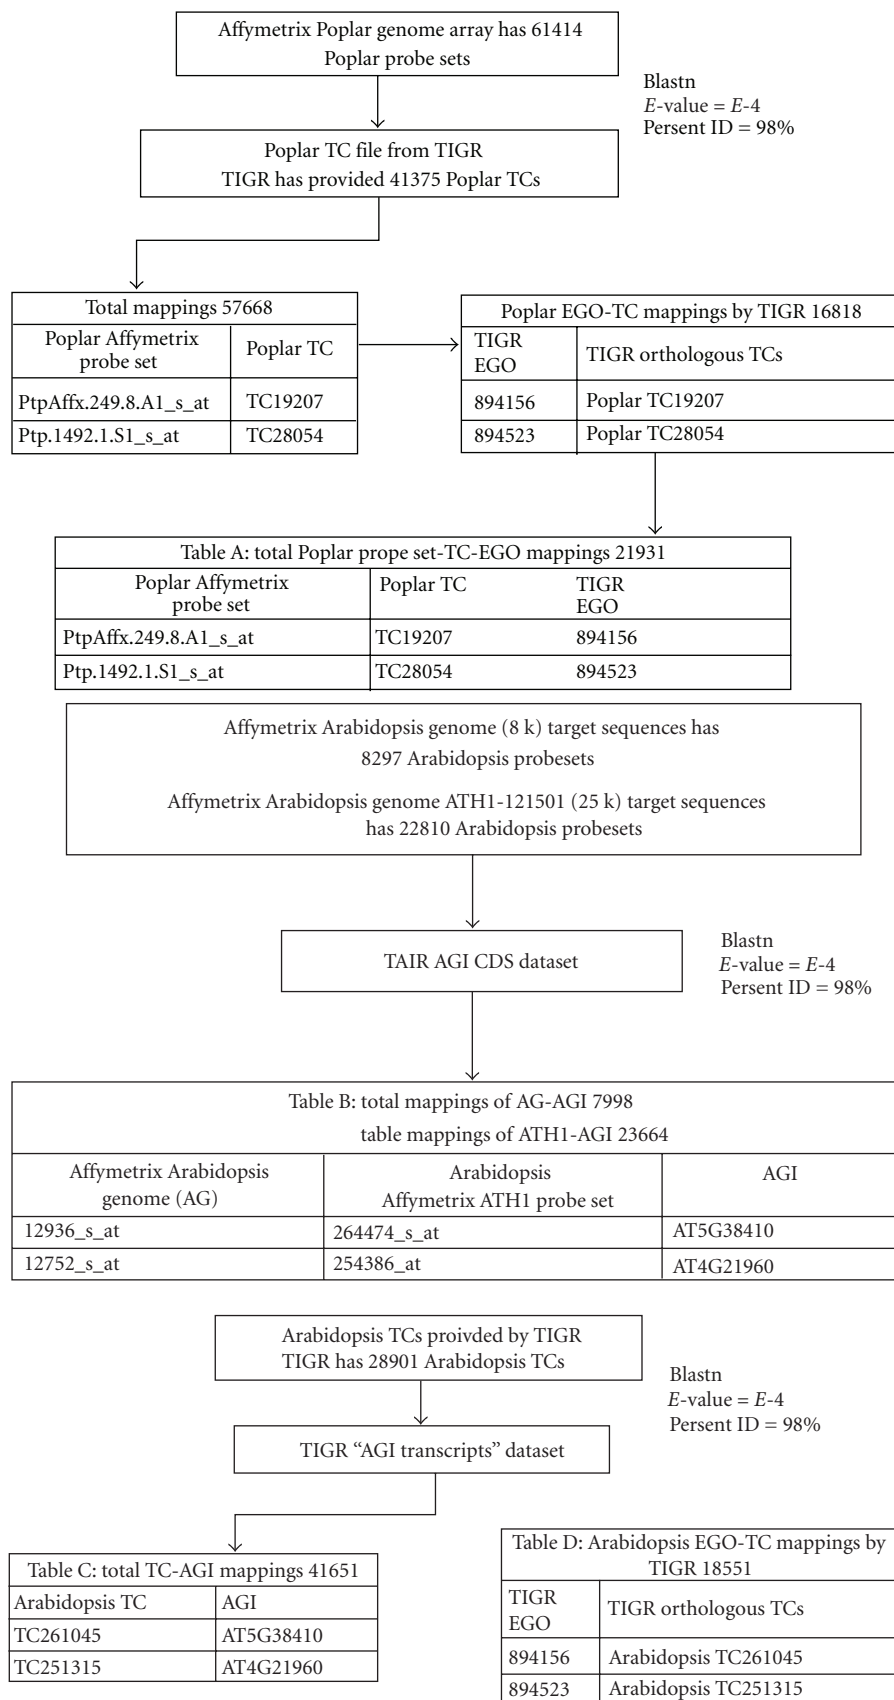 Affymetrix Poplar genome array has 61414
Poplar probe sets
Blastn
E-value = E-4
Persent ID = 98%
Poplar TC file from TIGR
TIGR has provided 41375 Poplar TCs
Total mappings 57668
Poplar Affymetrix
probe set
Poplar TC
PtpAffx.249.8.A1_s_at TC19207
Ptp.1492.1.S1_s_at TC28054
Poplar EGO-TC mappings by TIGR 16818
TIGR
EGO
TIGR orthologous TCs
894156 Poplar TC19207
894523 Poplar TC28054
Table A: total Poplar prope set-TC-EGO mappings 21931
Poplar Affymetrix
probe set
Poplar TC
TIGR
EGO
PtpAffx.249.8.A1_s_at TC19207 894156
Ptp.1492.1.S1_s_at TC28054 894523
Affymetrix Arabidopsis genome (8 k) target sequences has
8297 Arabidopsis probesets
Affymetrix Arabidopsis genome ATH1-121501 (25 k) target sequences
has 22810 Arabidopsis probesets
TAIR AGI CDS dataset
Blastn
E-value = E-4
Persent ID = 98%
Table B: total mappings of AG-AGI 7998
table mappings of ATH1-AGI 23664
Affymetrix Arabidopsis
genome (AG)
Arabidopsis
Affymetrix ATH1 probe set
AGI
12936_s_at 264474_s_at AT5G38410
12752_s_at 254386_at AT4G21960
Arabidopsis TCs proivded by TIGR
TIGR has 28901 Arabidopsis TCs
Blastn
E-value = E-4
Persent ID = 98%
TIGR “AGI transcripts” dataset
Table C: total TC-AGI mappings 41651
Arabidopsis TC AGI
TC261045 AT5G38410
TC251315 AT4G21960
Table D: Arabidopsis EGO-TC mappings by
TIGR 18551
TIGR
EGO
TIGR orthologous TCs
894156 Arabidopsis TC261045
894523 Arabidopsis TC251315